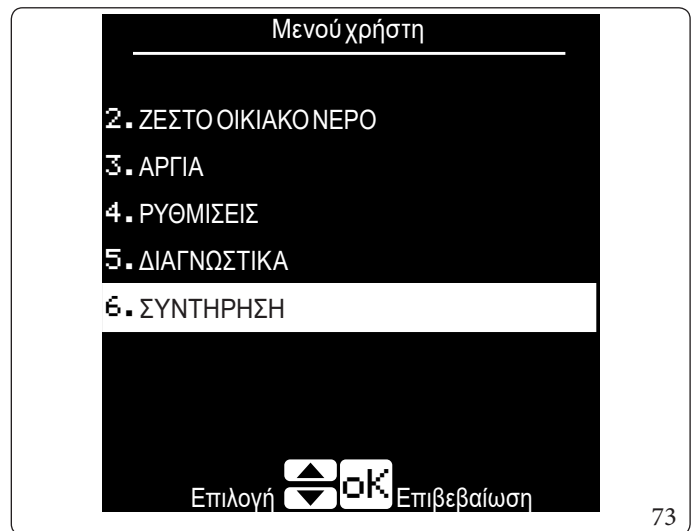 Μενού χρήστη
2. ΖΕΣΤΟ ΟΙΚΙΑΚΟ ΝΕΡΟ
3. ΑΡΓΙΑ
4. ΡΥΘΜΙΣΕΙΣ
5. ΔΙΑΓΝΩΣΤΙΚΑ
6. ΣΥΝΤΗΡΗΣΗ
Επιλογή oK Επιβεβαίωση
73